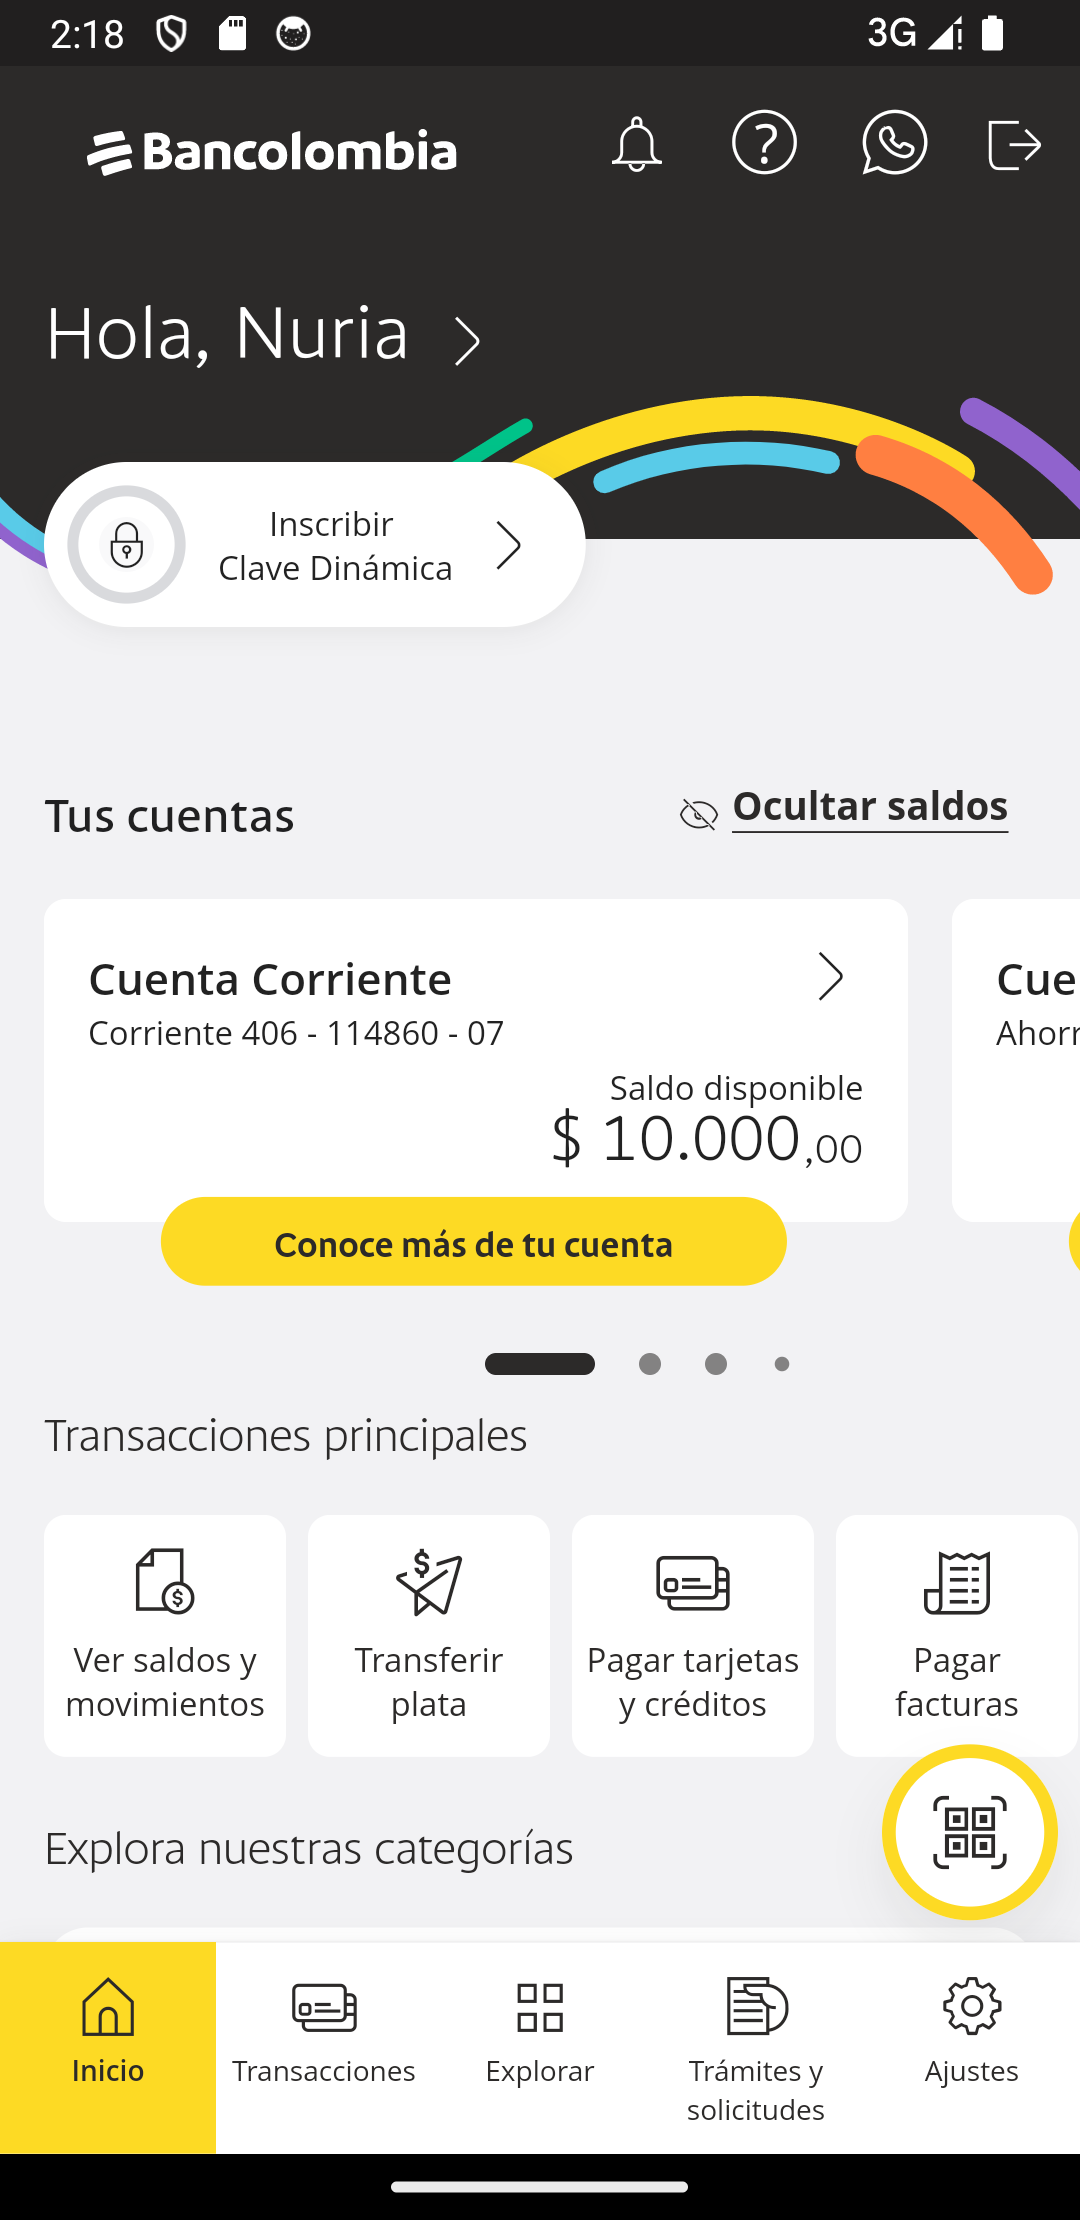 2:18
3G
Bancolombia
Hola, Nuria
Inscribir
Clave Dinámica
Tus cuentas
Ocultar saldos
Cuenta Corriente
Corriente 406 - 114860 - 07
Saldo disponible
$ 10.000,00
Conoce más de tu cuenta
Cue
Ahorr
Transacciones principales
Ver saldos y
movimientos
Transferir
plata
Pagar tarjetas
y créditos
Pagar
facturas
Explora nuestras categorías
Inicio
Transacciones
Explorar
Trámites y
solicitudes
Ajustes